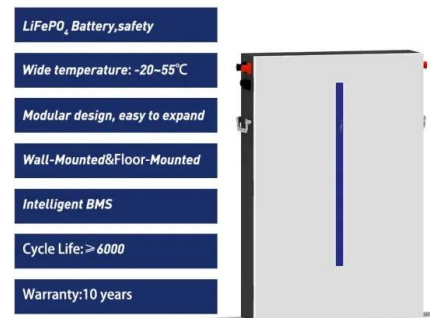 LiFePO₄ Battery,safety
Wide temperature: -20~55℃
Modular design, easy to expand
Wall-Mounted&Floor-Mounted
Intelligent BMS
Cycle Life:≥6000
Warranty:10 years